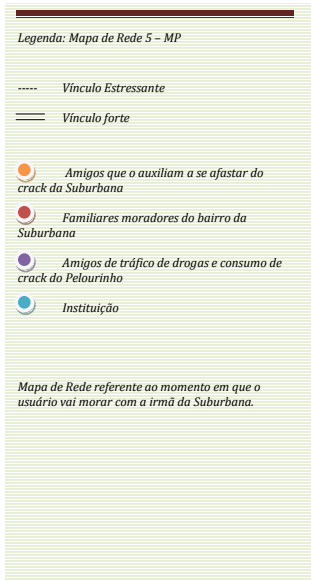 Legenda: Mapa de Rede 5 – MP
----- Vínculo Estressante
Vínculo forte
Amigos que o auxiliam a se afastar do
crack da Suburbana
Familiares moradores do bairro da
Suburbana
Amigos de tráfico de drogas e consumo de
crack do Pelourinho
Instituição
Mapa de Rede referente ao momento em que o
usuário vai morar com a irmã da Suburbana.